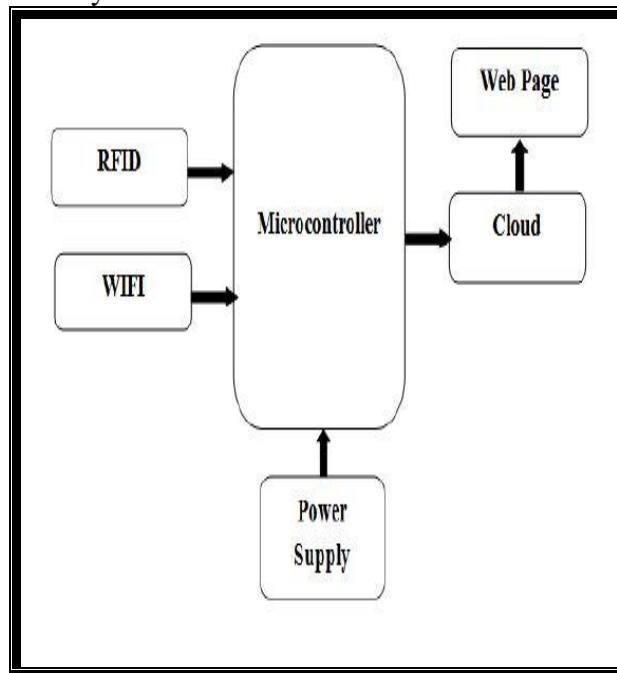 Web Page
RFID
Microcontroller
Cloud
WIFI
Power
Supply